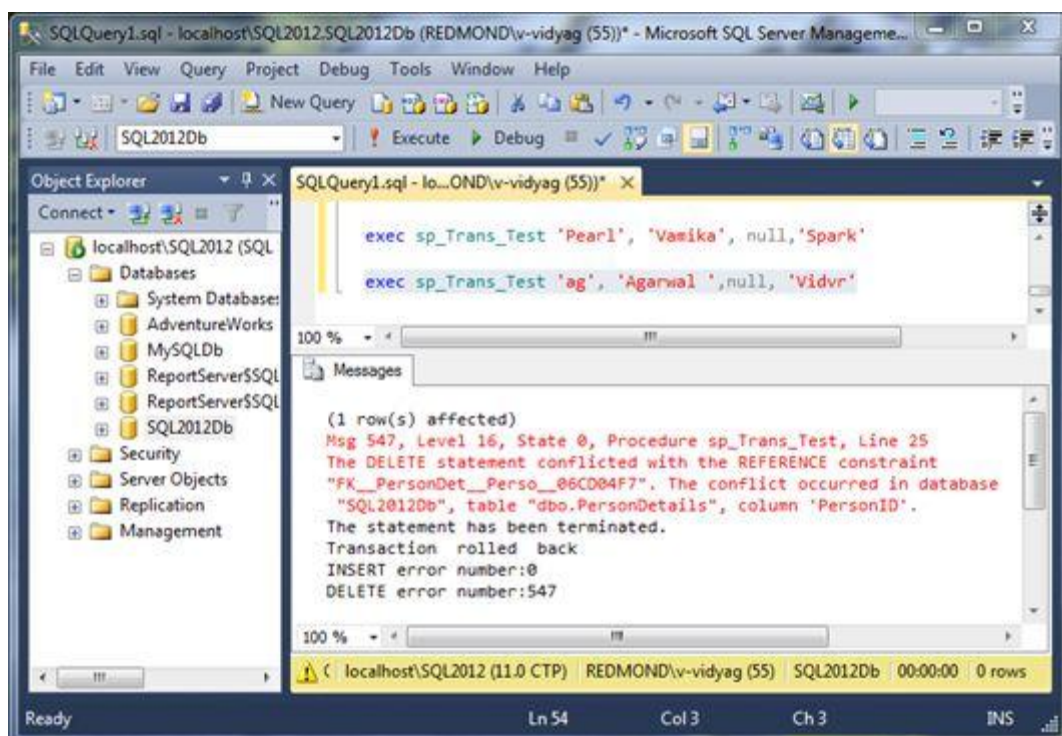 SQLQuery1.sql - localhost\SQL2012.SQL2012Db (REDMOND\v-vidyag (55))* - Microsoft SQL Server Manageme...
File Edit View Query Project Debug Tools Window Help
New Query
SQL2012Db Execute Debug
Object Explorer
Connect
localhost\SQL2012 (SQL
Databases
System Databases
AdventureWorks
MySQLDb
ReportServer$SQL
ReportServer$SQL
SQL2012Db
Security
Server Objects
Replication
Management
SQLQuery1.sql - lo...OND\v-vidyag (55))*
exec sp_Trans_Test 'Pearl', 'Vamika', null,'Spark'
exec sp_Trans_Test 'ag', 'Agarwal ',null, 'Vidvr'
100 %
Messages
(1 row(s) affected)
Msg 547, Level 16, State 0, Procedure sp_Trans_Test, Line 25
The DELETE statement conflicted with the REFERENCE constraint
"FK__PersonDet__Perso__06CD04F7". The conflict occurred in database
"SQL2012Db", table "dbo.PersonDetails", column 'PersonID'.
The statement has been terminated.
Transaction rolled back
INSERT error number:0
DELETE error number:547
100 %
localhost\SQL2012 (11.0 CTP) REDMOND\v-vidyag (55) SQL2012Db 00:00:00 0 rows
Ready Ln 54 Col 3 Ch 3 INS